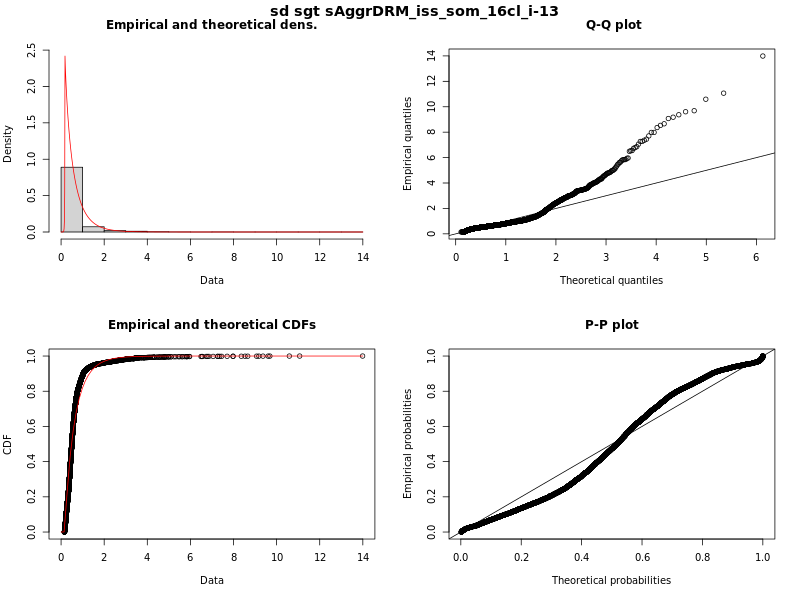 sd sgt sAggrDRM_iss_som_16cl_i-13
Empirical and theoretical dens.
Density
0.0 0.5 1.0 1.5 2.0 2.5
0 2 4 6 8 10 12 14
Data
Q-Q plot
Empirical quantiles
0 2 4 6 8 10 12 14
0 1 2 3 4 5 6
Theoretical quantiles
Empirical and theoretical CDFs
CDF
0.0 0.2 0.4 0.6 0.8 1.0
0 2 4 6 8 10 12 14
Data
P-P plot
Empirical probabilities
0.0 0.2 0.4 0.6 0.8 1.0
0.0 0.2 0.4 0.6 0.8 1.0
Theoretical probabilities